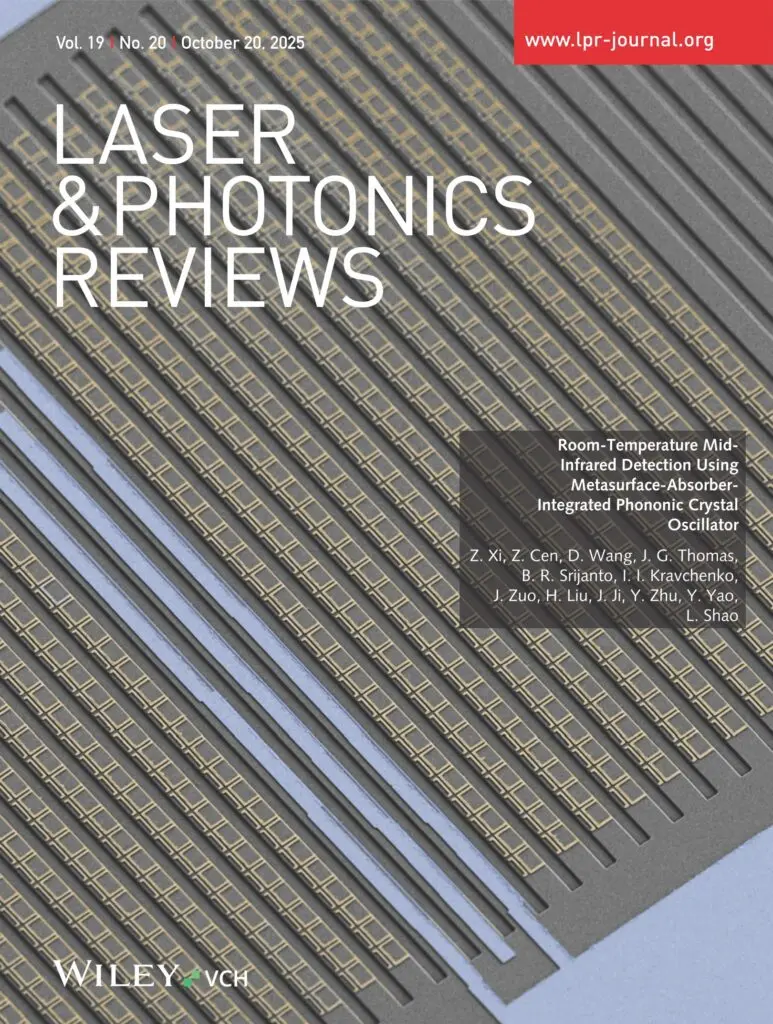 Vol. 19 | No. 20 | October 20, 2025
www.lpr-journal.org
LASER
& PHOTONICS
REVIEWS
Room-Temperature Mid-
Infrared Detection Using
Metasurface-Absorber-
Integrated Phononic Crystal
Oscillator
Z. Xi, Z. Cen, D. Wang, J. G. Thomas,
B. R. Srijanto, I. I. Kravchenko,
J. Zuo, H. Liu, J. Ji, Y. Zhu, Y. Yao,
L. Shao
WILEY VCH